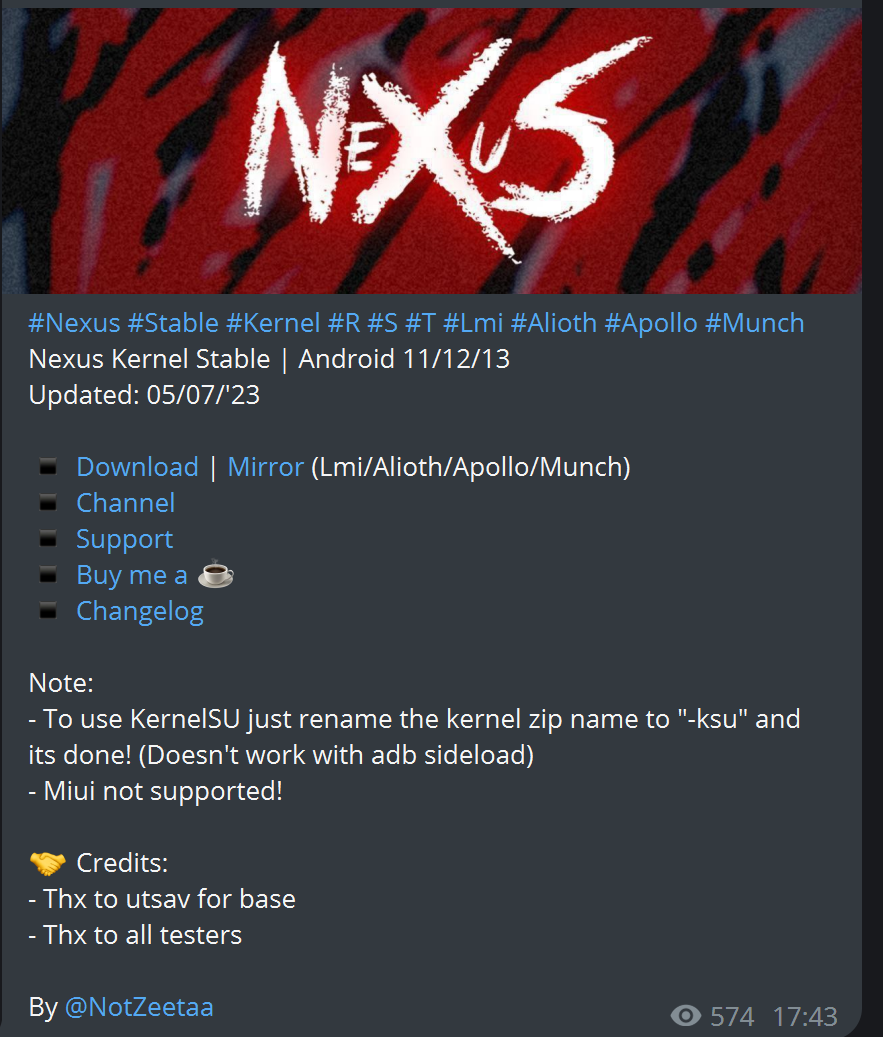 NEXUS
#Nexus #Stable #Kernel #R #S #T #Lmi #Alioth #Apollo #Munch
Nexus Kernel Stable | Android 11/12/13
Updated: 05/07/'23
▪️ Download | Mirror (Lmi/Alioth/Apollo/Munch)
▪️ Channel
▪️ Support
▪️ Buy me a ☕
▪️ Changelog
Note:
- To use KernelSU just rename the kernel zip name to "-ksu" and
its done! (Doesn't work with adb sideload)
- Miui not supported!
🤝 Credits:
- Thx to utsav for base
- Thx to all testers
By @NotZeetaa
574 17:43